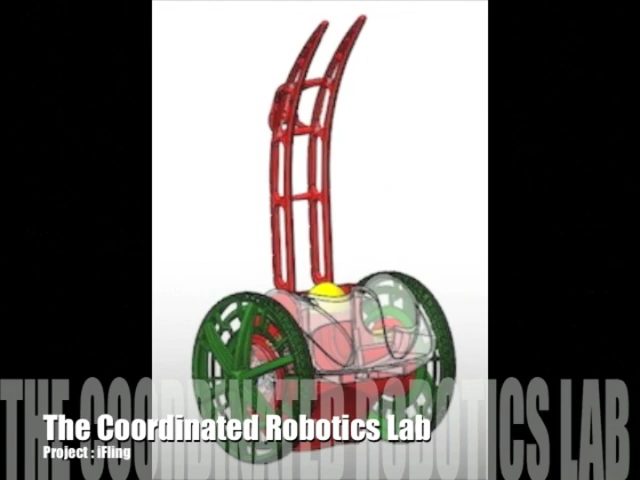 THE COORDINATED ROBOTICS LAB
The Coordinated Robotics Lab
Project : iFling